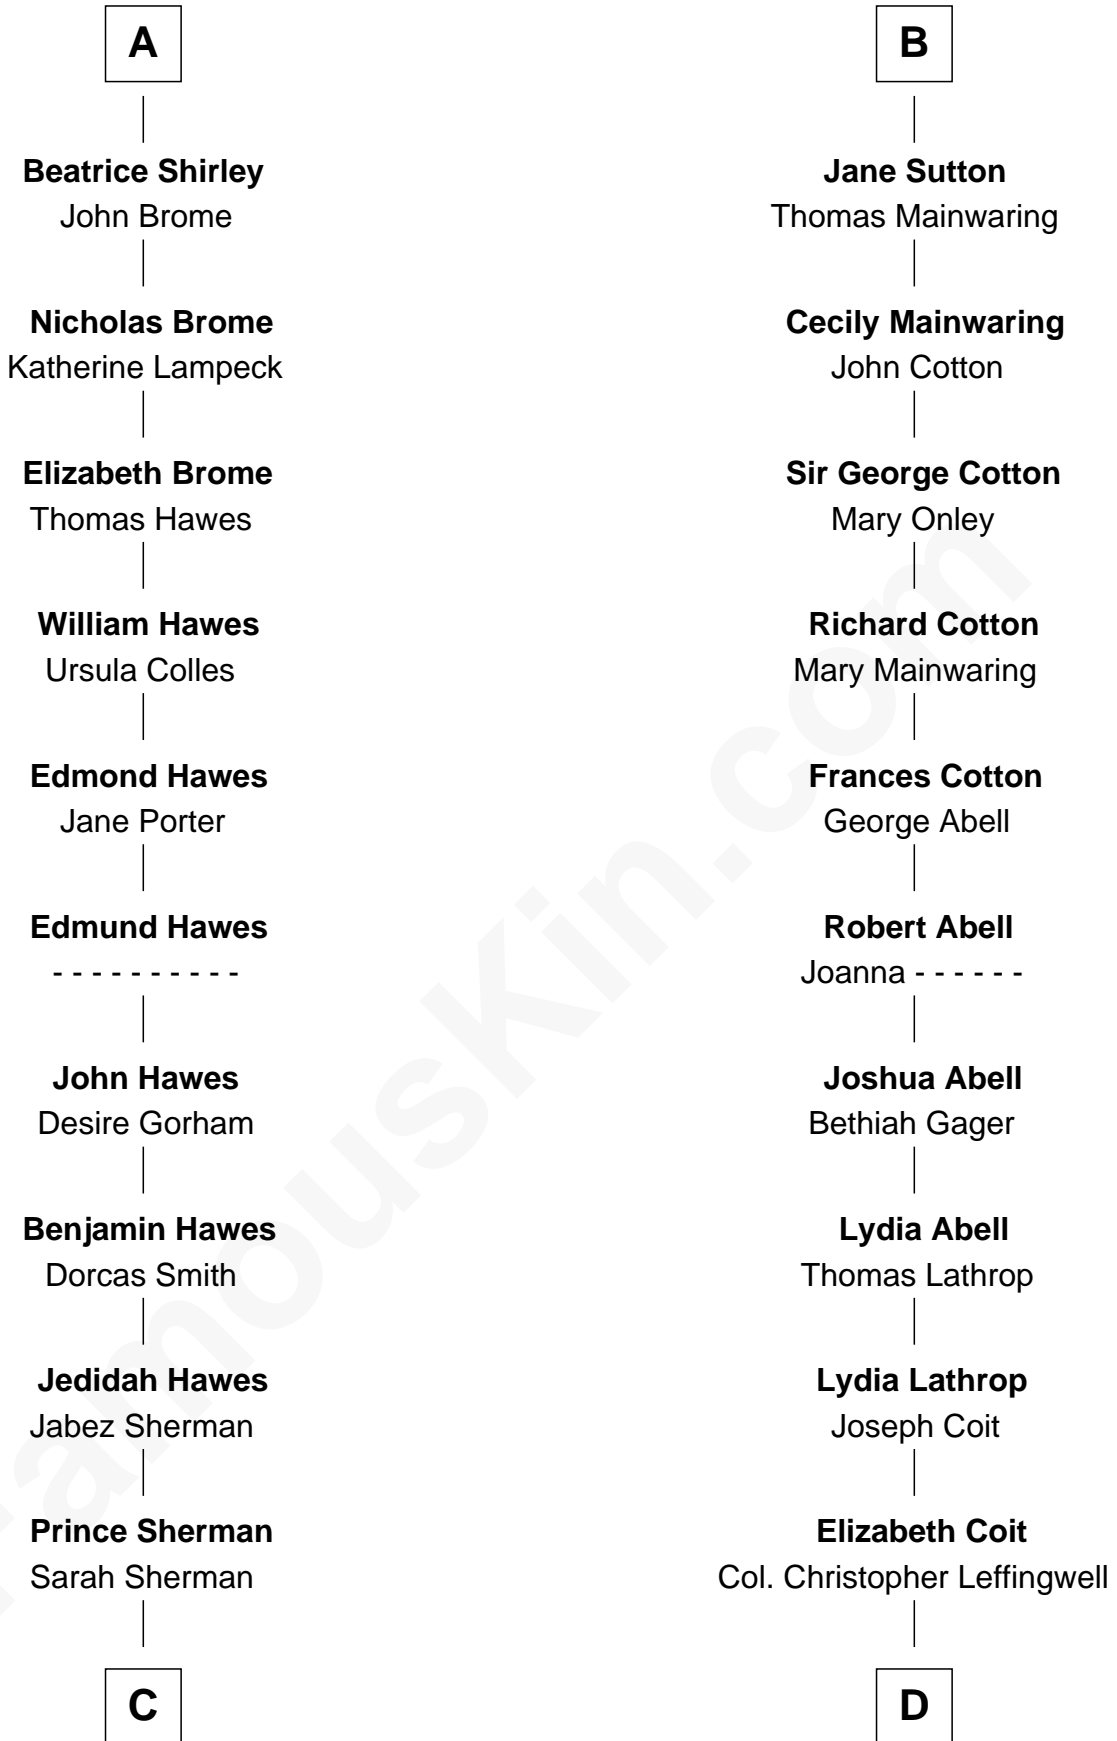 A
Beatrice Shirley
John Brome
Nicholas Brome
Katherine Lampeck
Elizabeth Brome
Thomas Hawes
William Hawes
Ursula Colles
Edmond Hawes
Jane Porter
Edmund Hawes
- - - - - - - - - -
John Hawes
Desire Gorham
Benjamin Hawes
Dorcas Smith
Jedidah Hawes
Jabez Sherman
Prince Sherman
Sarah Sherman
C
B
Jane Sutton
Thomas Mainwaring
Cecily Mainwaring
John Cotton
Sir George Cotton
Mary Onley
Richard Cotton
Mary Mainwaring
Frances Cotton
George Abell
Robert Abell
Joanna - - - - - -
Joshua Abell
Bethiah Gager
Lydia Abell
Thomas Lathrop
Lydia Lathrop
Joseph Coit
Elizabeth Coit
Col. Christopher Leffingwell
D
FamousKin.com